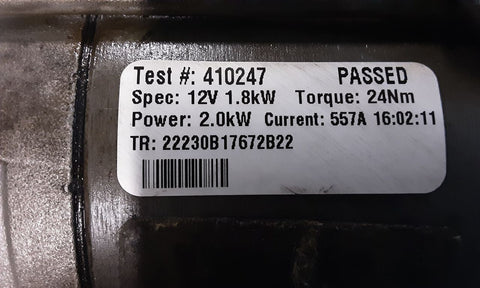 Test #: 410247 PASSED
Spec: 12V 1.8kW Torque: 24Nm
Power: 2.0kW Current: 557A 16:02:11
TR: 22230B17672B22